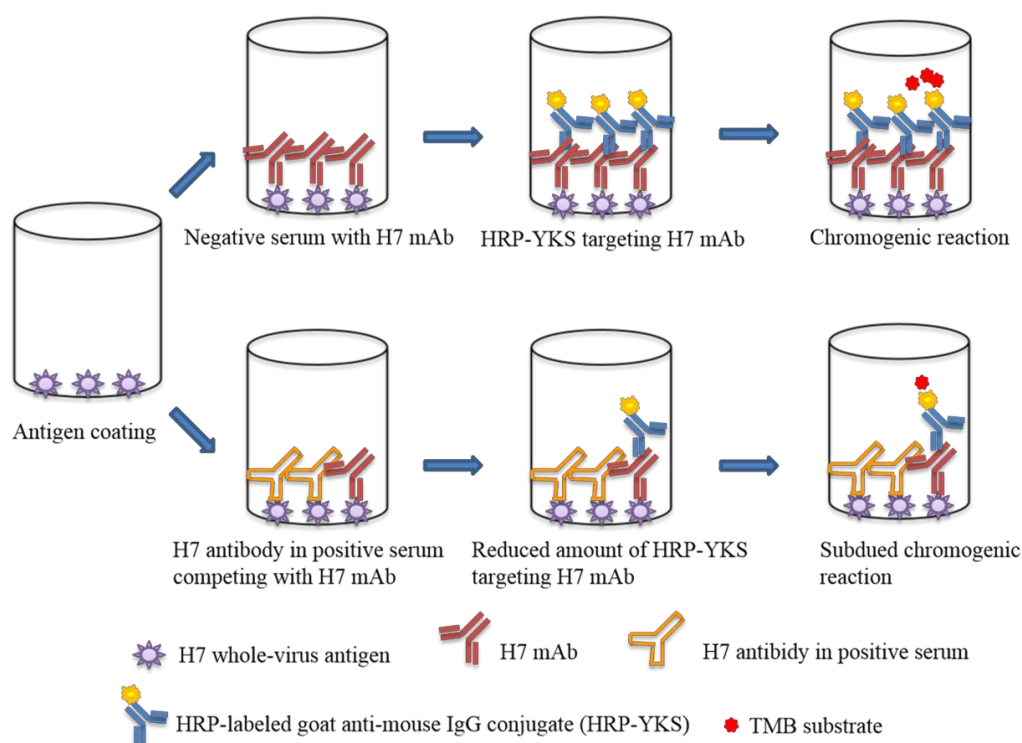 Negative serum with H7 mAb
HRP-YKS targeting H7 mAb
Chromogenic reaction
Antigen coating
H7 antibody in positive serum
competing with H7 mAb
Reduced amount of HRP-YKS
targeting H7 mAb
Subdued chromogenic
reaction
H7 whole-virus antigen
H7 mAb
H7 antibidy in positive serum
HRP-labeled goat anti-mouse IgG conjugate (HRP-YKS)
TMB substrate